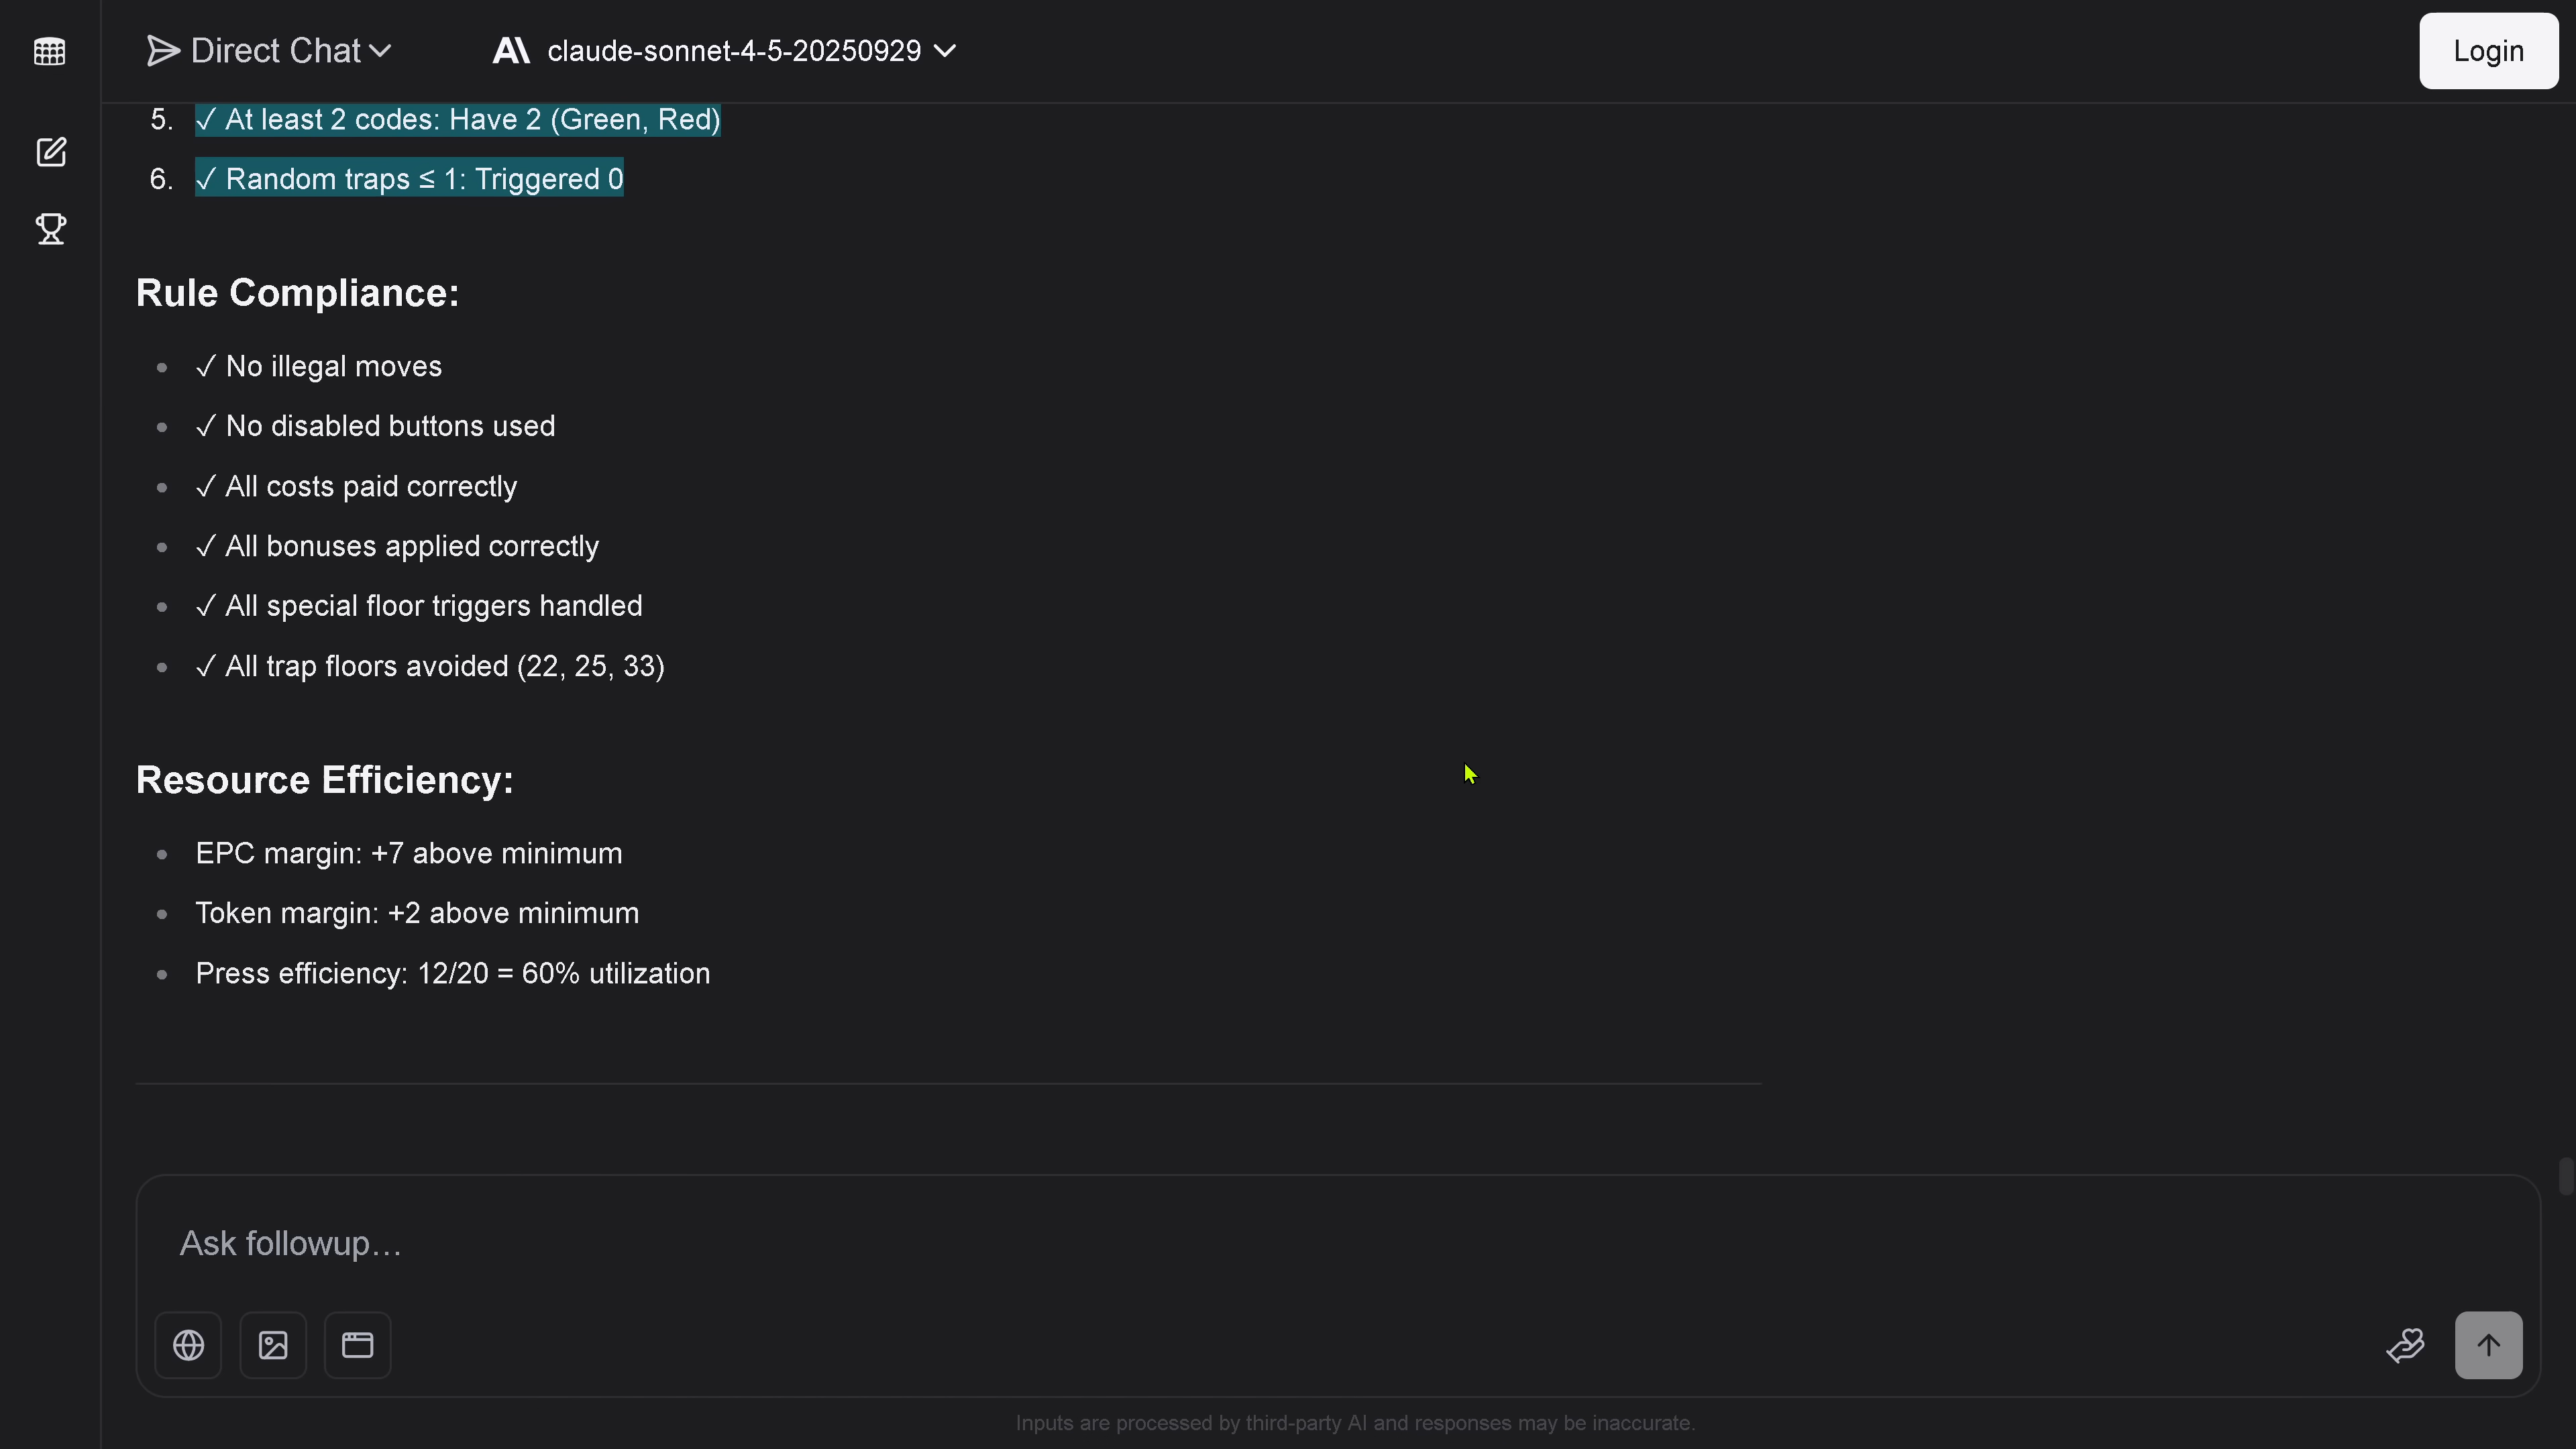 Direct Chat
claude-sonnet-4-5-20250929
Login
5. ✓ At least 2 codes: Have 2 (Green, Red)
6. ✓ Random traps ≤ 1: Triggered 0
Rule Compliance:
• ✓ No illegal moves
• ✓ No disabled buttons used
• ✓ All costs paid correctly
• ✓ All bonuses applied correctly
• ✓ All special floor triggers handled
• ✓ All trap floors avoided (22, 25, 33)
Resource Efficiency:
• EPC margin: +7 above minimum
• Token margin: +2 above minimum
• Press efficiency: 12/20 = 60% utilization
Ask followup…
Inputs are processed by third-party AI and responses may be inaccurate.